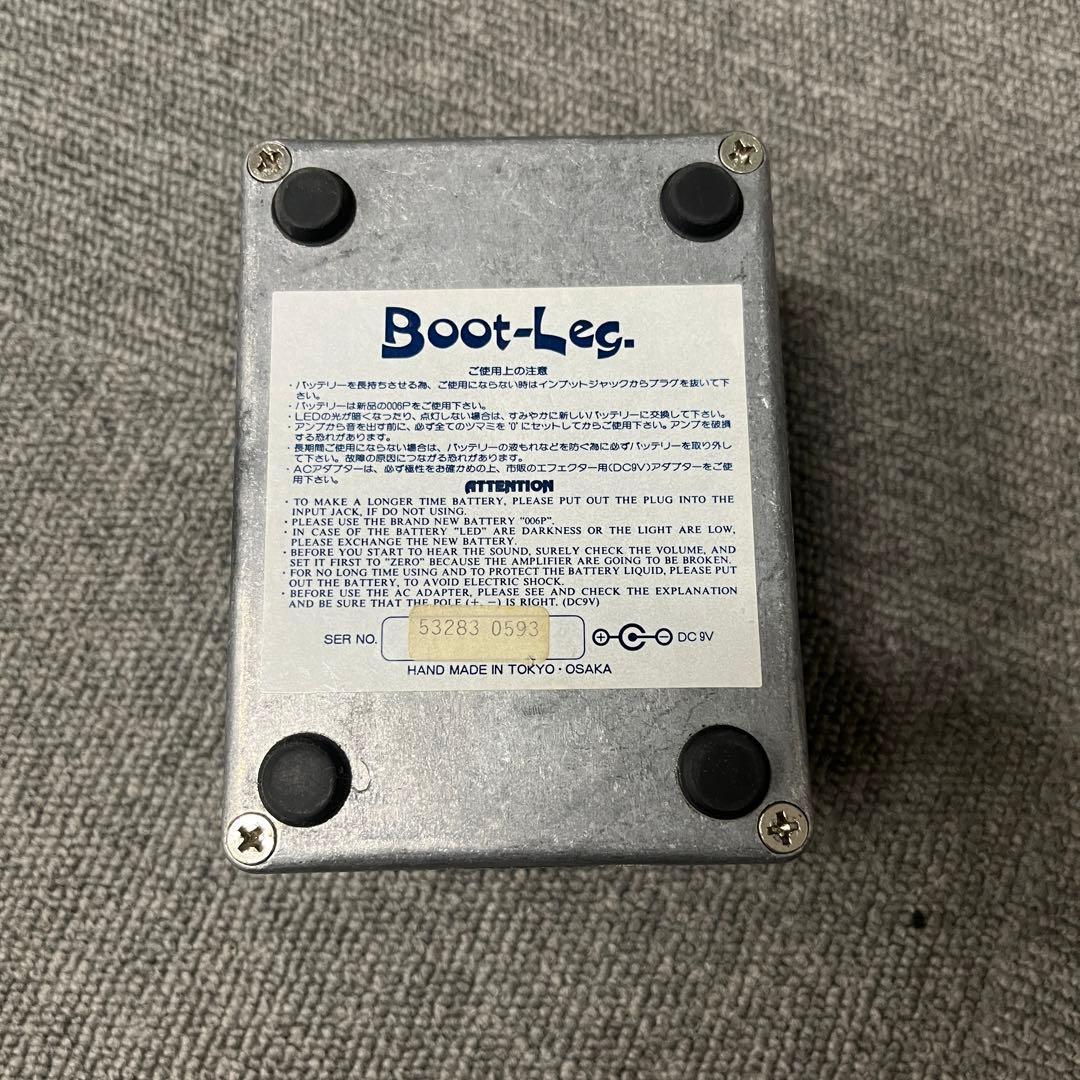 Boot-Leg.
ご使用上の注意
・バッテリーを長持ちさせる為、ご使用にならない時はインプットジャックからプラグを抜いて下
さい。
・バッテリーは新品の006Pをご使用下さい。
・LEDの光が暗くなったり、点灯しない場合は、すみやかに新しいバッテリーに交換して下さい。
・アンプから音を出す前に、必ず全てのツマミを'0'にセットしてからご使用下さい。アンプを破損
する恐れがあります。
・長期間ご使用にならない場合は、バッテリーの液もれなどを防ぐ為に必ずバッテリーを取り外し
て下さい。故障の原因につながる恐れがあります。
・ACアダプターは、必ず極性をお確かめの上、市販のエフェクター用(DC9V)アダプターをご使
用下さい。
ATTENTION
・TO MAKE A LONGER TIME BATTERY, PLEASE PUT OUT THE PLUG INTO THE
INPUT JACK, IF DO NOT USING.
・PLEASE USE THE BRAND NEW BATTERY "006P".
・IN CASE OF THE BATTERY "LED" ARE DARKNESS OR THE LIGHT ARE LOW,
PLEASE EXCHANGE THE NEW BATTERY.
・BEFORE YOU START TO HEAR THE SOUND, SURELY CHECK THE VOLUME, AND
SET IT FIRST TO "ZERO" BECAUSE THE AMPLIFIER ARE GOING TO BE BROKEN.
・FOR NO LONG TIME USING AND TO PROTECT THE BATTERY LIQUID, PLEASE PUT
OUT THE BATTERY, TO AVOID ELECTRIC SHOCK.
・BEFORE USE THE AC ADAPTER, PLEASE SEE AND CHECK THE EXPLANATION
AND BE SURE THAT THE POLE (+, −) IS RIGHT. (DC9V)
SER NO. 53283 0593 DC 9V
HAND MADE IN TOKYO・OSAKA